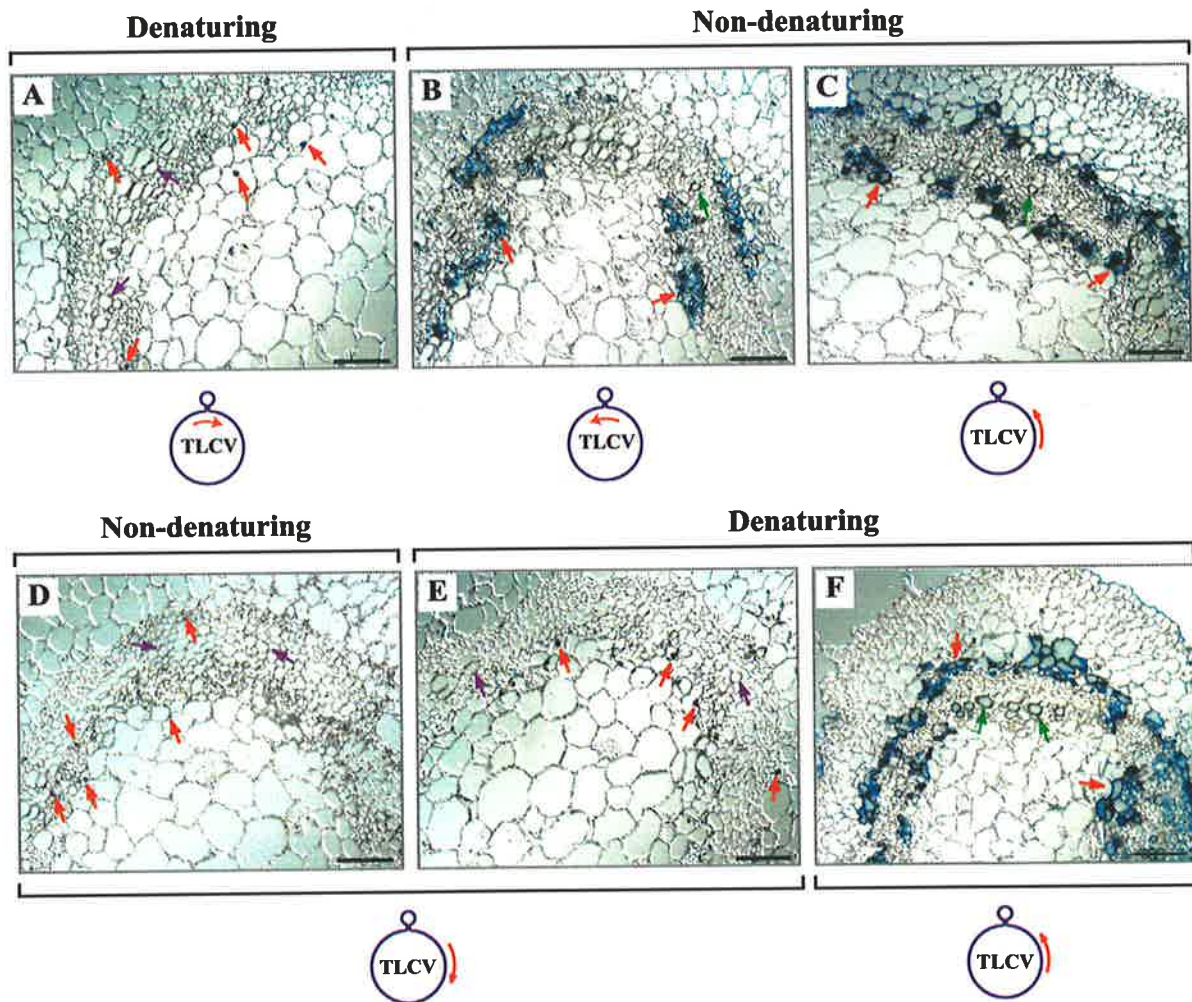 Denaturing
Non-denaturing
A
B
C
TLCV
TLCV
TLCV
Non-denaturing
Denaturing
D
E
F
TLCV
TLCV